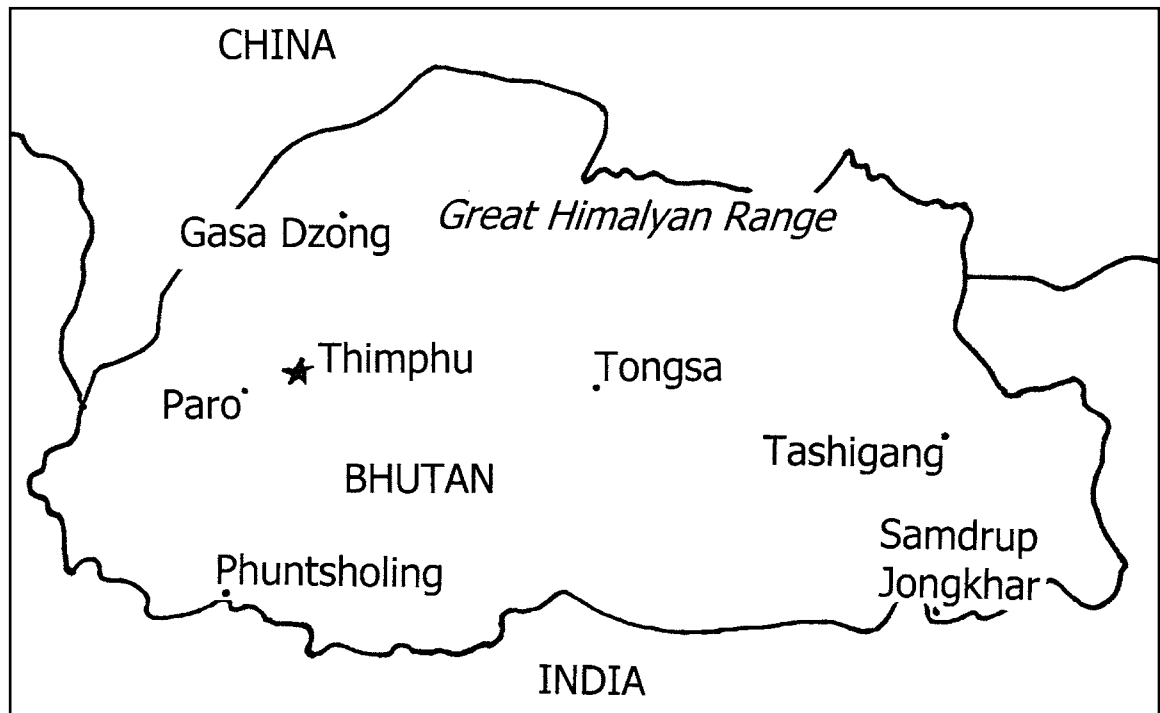 CHINA
Gasa Dzong
Great Himalyan Range
Thimphu
Tongsa
Paro
Tashigang
BHUTAN
Samdrup
Jongkhar
Phuntsholing
INDIA